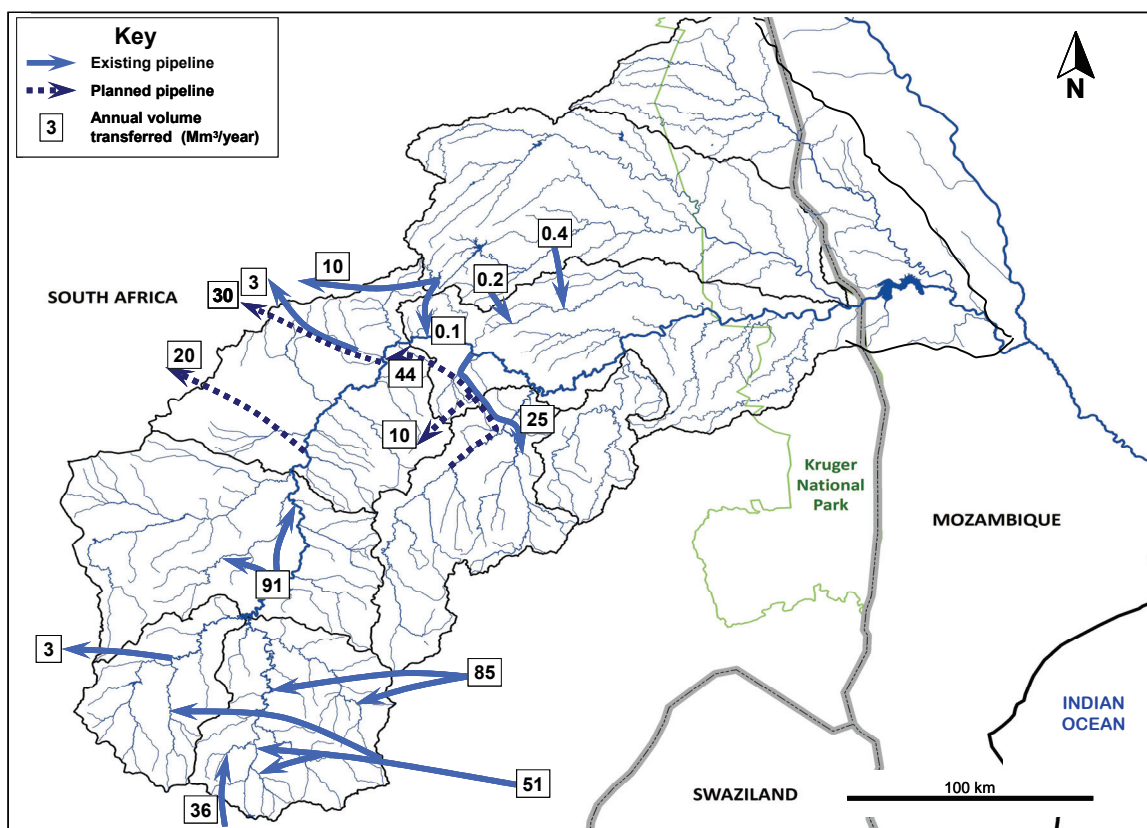 Key
Existing pipeline
Planned pipeline
3 Annual volume
transferred (Mm³/year)
N
0.4
10
0.2
3
SOUTH AFRICA
30
0.1
20
44
25
10
Kruger
National
Park
MOZAMBIQUE
91
3
85
INDIAN
OCEAN
51
SWAZILAND
100 km
36